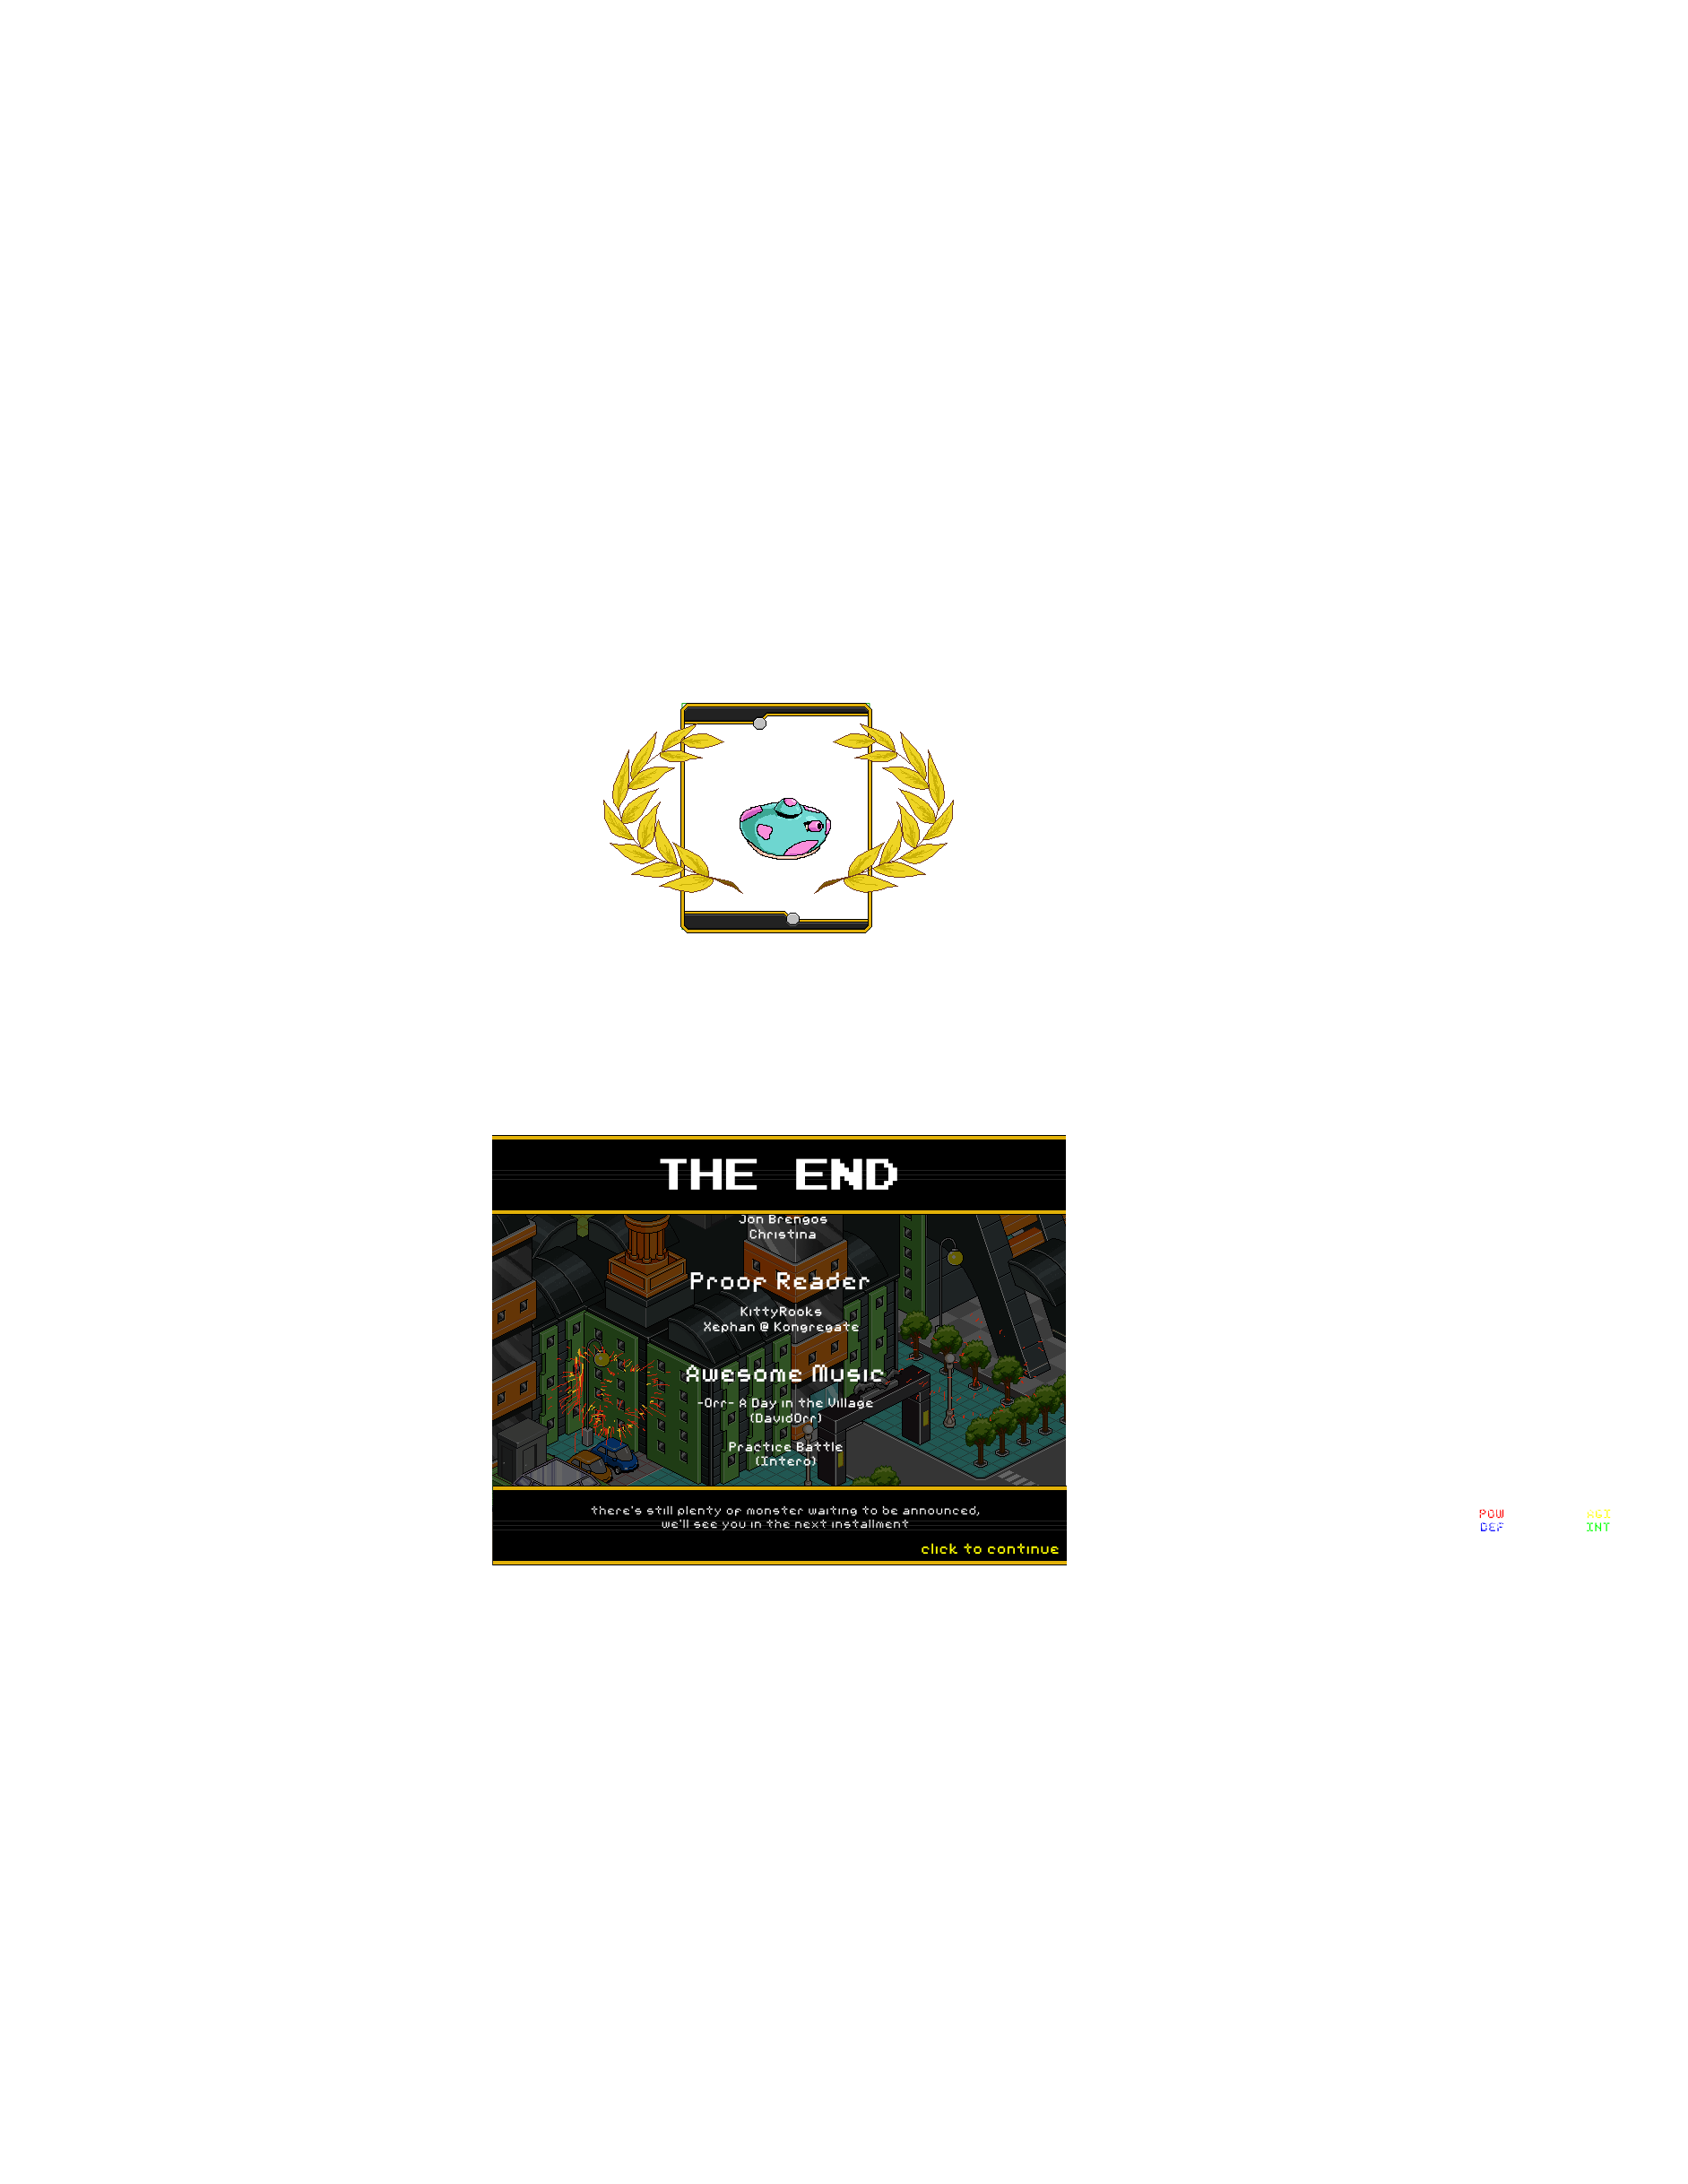 THE END
Jon Brengos
Christina
Proof Reader
KittyRooks
Xephan @ Kongregate
Awesome Music
-Orr- A Day in the Village
(DavidOrr)
Practice Battle
(Intero)
there's still plenty of monster waiting to be announced,
we'll see you in the next installment
click to continue
POW AGI
DEF INT